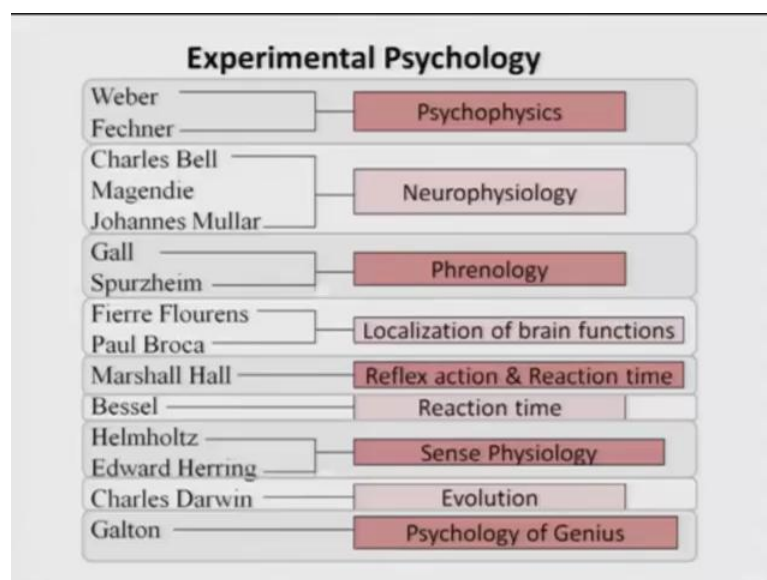 Experimental Psychology
Weber
Fechner
Psychophysics
Charles Bell
Magendie
Johannes Mullar
Neurophysiology
Gall
Spurzheim
Phrenology
Fierre Flourens
Paul Broca
Localization of brain functions
Marshall Hall
Reflex action & Reaction time
Bessel
Reaction time
Helmholtz
Edward Herring
Sense Physiology
Charles Darwin
Evolution
Galton
Psychology of Genius